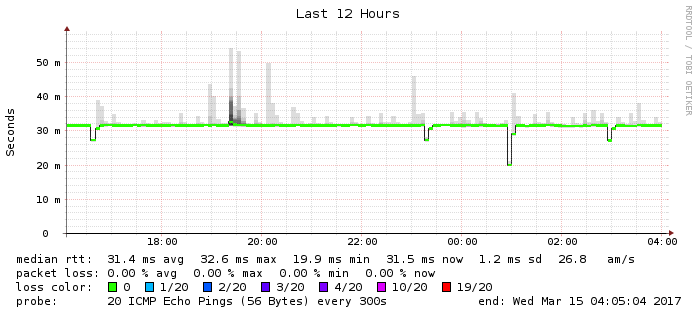 Last 12 Hours
RRDTOOL / TOBI OETIKER
Seconds
50 m
40 m
30 m
20 m
10 m
0
18:00 20:00 22:00 00:00 02:00 04:00
median rtt: 31.4 ms avg 32.6 ms max 19.9 ms min 31.5 ms now 1.2 ms sd 26.8 am/s
packet loss: 0.00 % avg 0.00 % max 0.00 % min 0.00 % now
loss color: 0 1/20 2/20 3/20 4/20 10/20 19/20
probe: 20 ICMP Echo Pings (56 Bytes) every 300s end: Wed Mar 15 04:05:04 2017